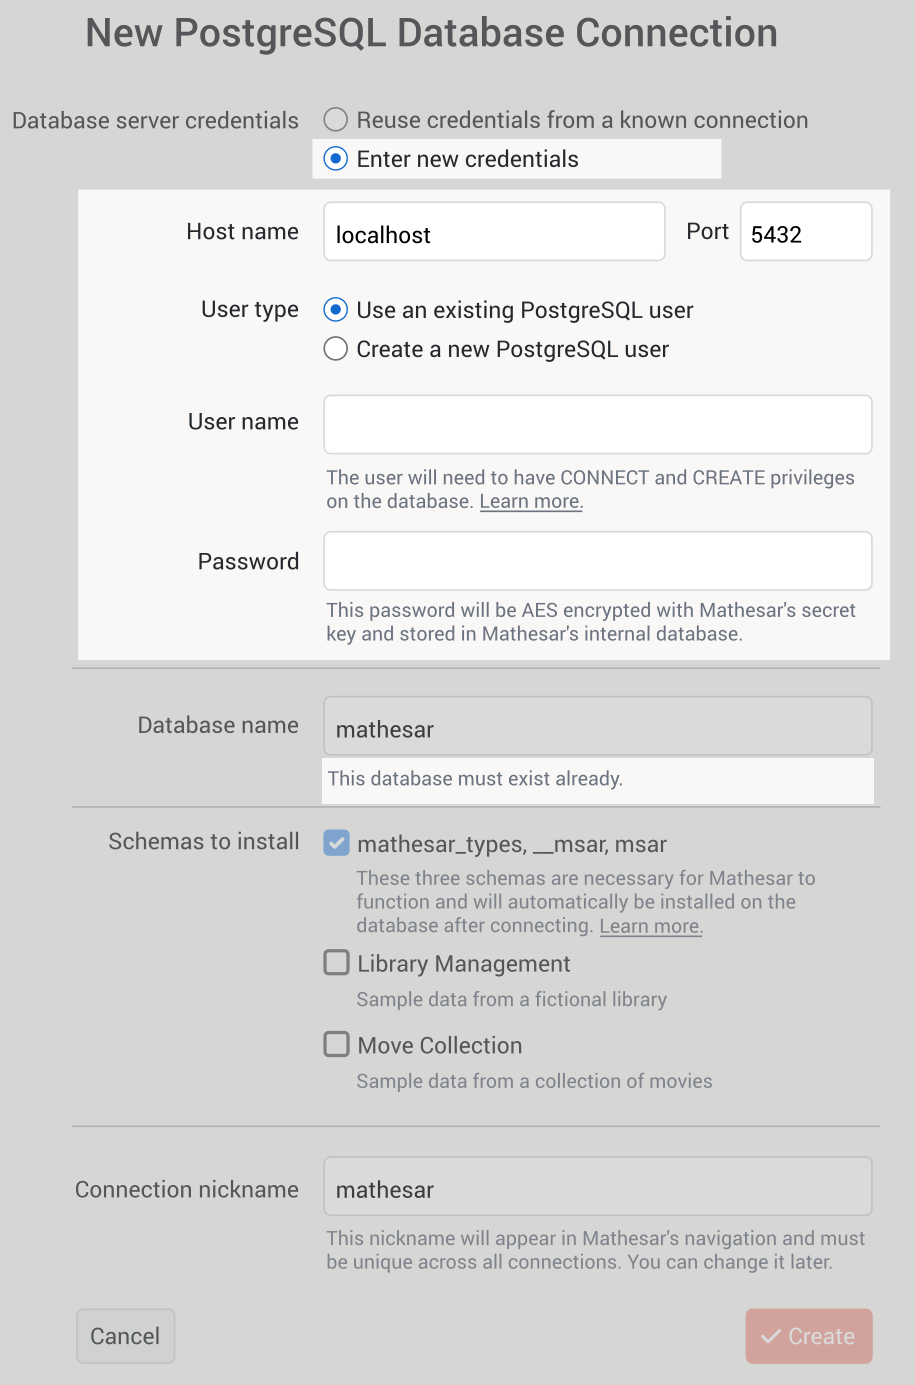 New PostgreSQL Database Connection
Database server credentials
Reuse credentials from a known connection
Enter new credentials
Host name
localhost
Port
5432
User type
Use an existing PostgreSQL user
Create a new PostgreSQL user
User name
The user will need to have CONNECT and CREATE privileges
on the database. Learn more.
Password
This password will be AES encrypted with Mathesar's secret
key and stored in Mathesar's internal database.
Database name
mathesar
This database must exist already.
Schemas to install
mathesar_types, __msar, msar
These three schemas are necessary for Mathesar to
function and will automatically be installed on the
database after connecting. Learn more.
Library Management
Sample data from a fictional library
Move Collection
Sample data from a collection of movies
Connection nickname
mathesar
This nickname will appear in Mathesar's navigation and must
be unique across all connections. You can change it later.
Cancel
Create